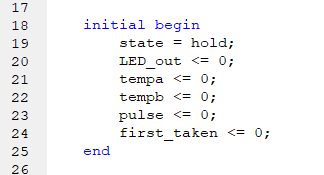 17
18 initial begin
19 state = hold;
20 LED_out <= 0;
21 tempa <= 0;
22 tempb <= 0;
23 pulse <= 0;
24 first_taken <= 0;
25 end
26